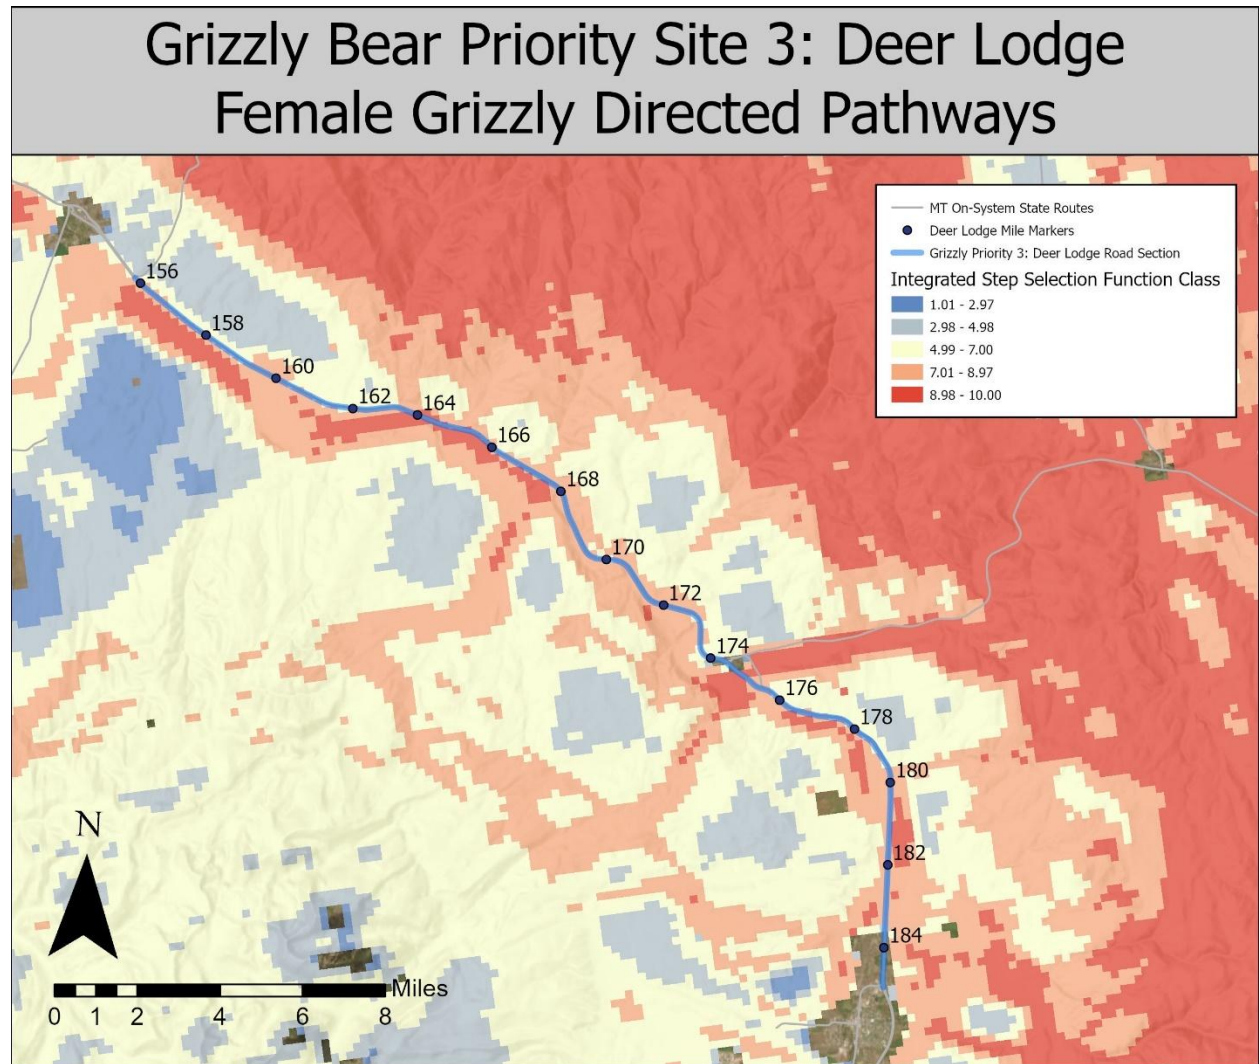 Grizzly Bear Priority Site 3: Deer Lodge
Female Grizzly Directed Pathways
MT On-System State Routes
Deer Lodge Mile Markers
Grizzly Priority 3: Deer Lodge Road Section
Integrated Step Selection Function Class
1.01 - 2.97
2.98 - 4.98
4.99 - 7.00
7.01 - 8.97
8.98 - 10.00
156
158
160
162
164
166
168
170
172
174
176
178
180
182
184
N
Miles
0 1 2 4 6 8